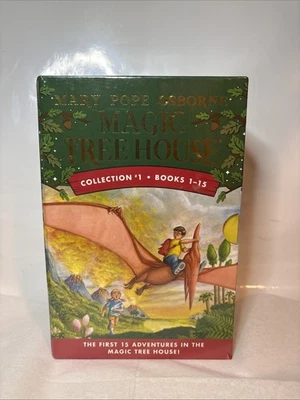 MARY POPE OSBORNE
MAGIC
TREE HOUSE
COLLECTION #1 • BOOKS 1-15
THE FIRST 15 ADVENTURES IN THE
MAGIC TREE HOUSE!